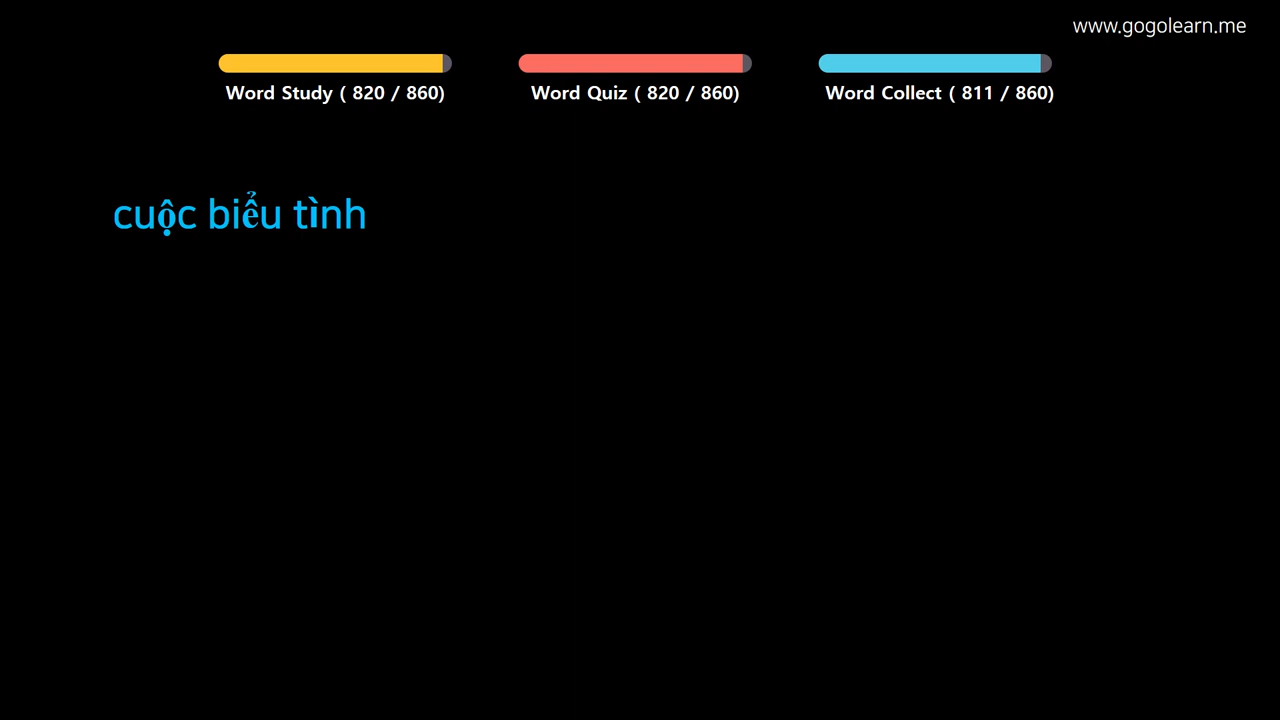 www.gogolearn.me
Word Study ( 820 / 860)
Word Quiz ( 820 / 860)
Word Collect ( 811 / 860)
cuộc biểu tình